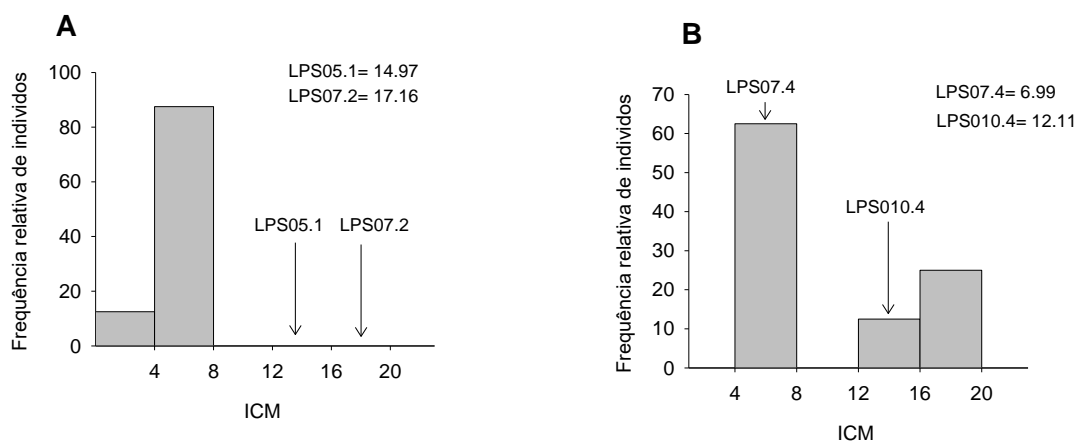 A
LPS05.1= 14.97
LPS07.2= 17.16
Frequência relativa de individos
100
80
60
40
20
0
LPS05.1 LPS07.2
4 8 12 16 20
ICM
B
LPS07.4= 6.99
LPS010.4= 12.11
Frequência relativa de individos
70
60
50
40
30
20
10
0
LPS07.4
LPS010.4
4 8 12 16 20
ICM